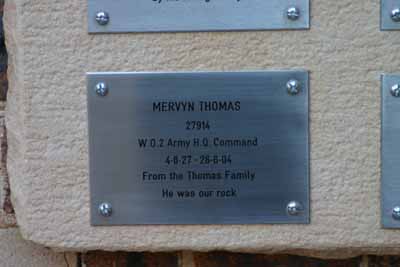 MERVYN THOMAS
27914
W.O.2 Army H.Q. Command
4-8-27 - 26-6-04
From the Thomas Family
He was our rock